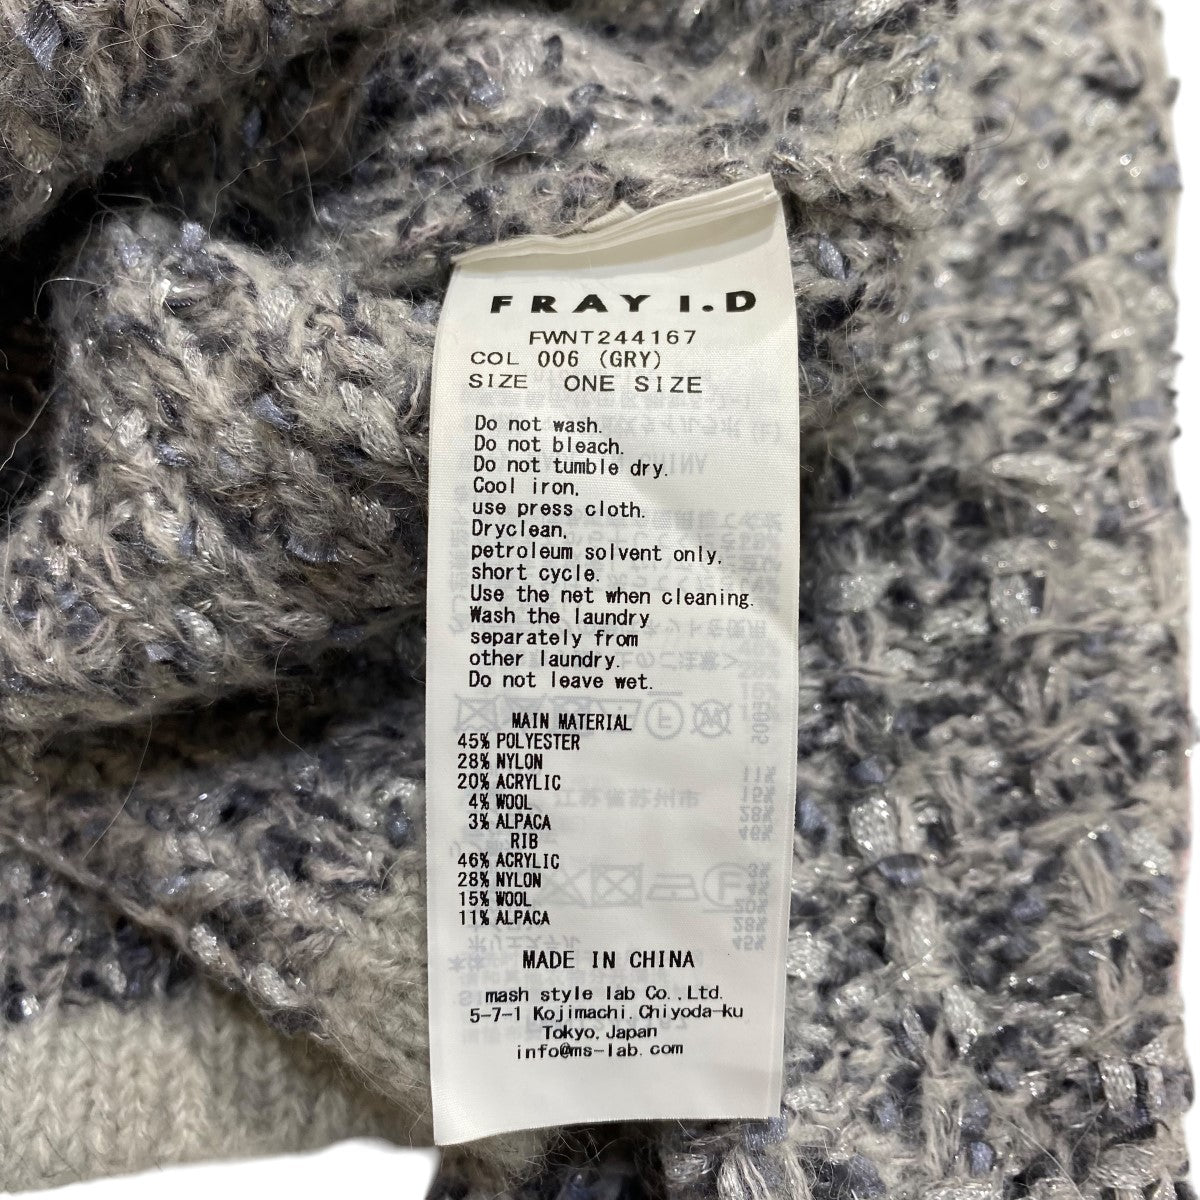 FRAY I.D
FWNT244167
COL 006 (GRY)
SIZE ONE SIZE
Do not wash.
Do not bleach.
Do not tumble dry.
Cool iron,
use press cloth.
Dryclean,
petroleum solvent only,
short cycle.
Use the net when cleaning.
Wash the laundry
separately from
other laundry.
Do not leave wet.
MAIN MATERIAL
45% POLYESTER
28% NYLON
20% ACRYLIC
4% WOOL
3% ALPACA
RIB
46% ACRYLIC
28% NYLON
15% WOOL
11% ALPACA
MADE IN CHINA
mash style lab Co.,Ltd.
5-7-1 Kojimachi,Chiyoda-ku
Tokyo,Japan
info@ms-lab.com